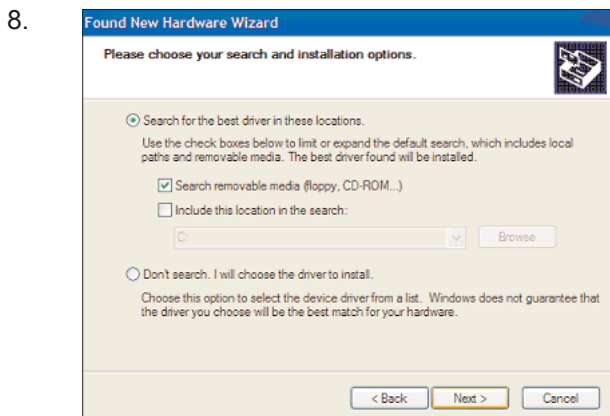 8.
Found New Hardware Wizard
Please choose your search and installation options.
Search for the best driver in these locations.
Use the check boxes below to limit or expand the default search, which includes local
paths and removable media. The best driver found will be installed.
Search removable media (floppy, CD-ROM...)
Include this location in the search:
C:
Browse
Don't search. I will choose the driver to install.
Choose this option to select the device driver from a list. Windows does not guarantee that
the driver you choose will be the best match for your hardware.
< Back Next > Cancel